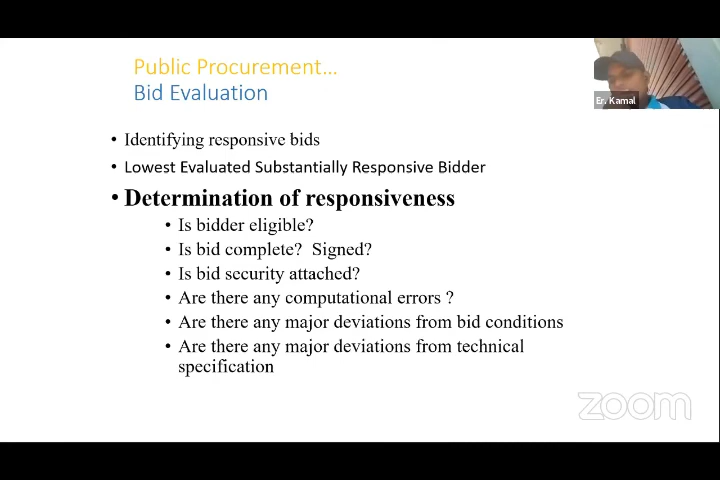 Public Procurement…
Bid Evaluation
Er. Kamal
• Identifying responsive bids
• Lowest Evaluated Substantially Responsive Bidder
• Determination of responsiveness
• Is bidder eligible?
• Is bid complete? Signed?
• Is bid security attached?
• Are there any computational errors ?
• Are there any major deviations from bid conditions
• Are there any major deviations from technical
specification
zoom